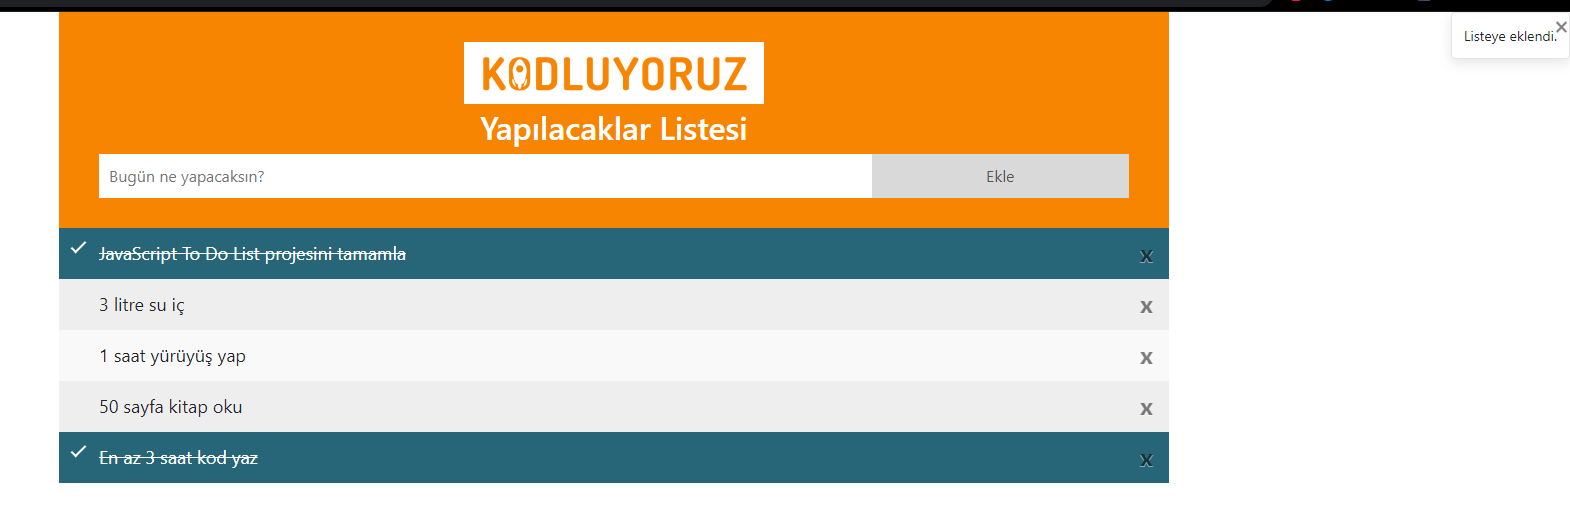 Listeye eklendi.
KODLUYORUZ
Yapılacaklar Listesi
Bugün ne yapacaksın?
Ekle
JavaScript To Do List projesini tamamla
x
3 litre su iç
x
1 saat yürüyüş yap
x
50 sayfa kitap oku
x
En az 3 saat kod yaz
x